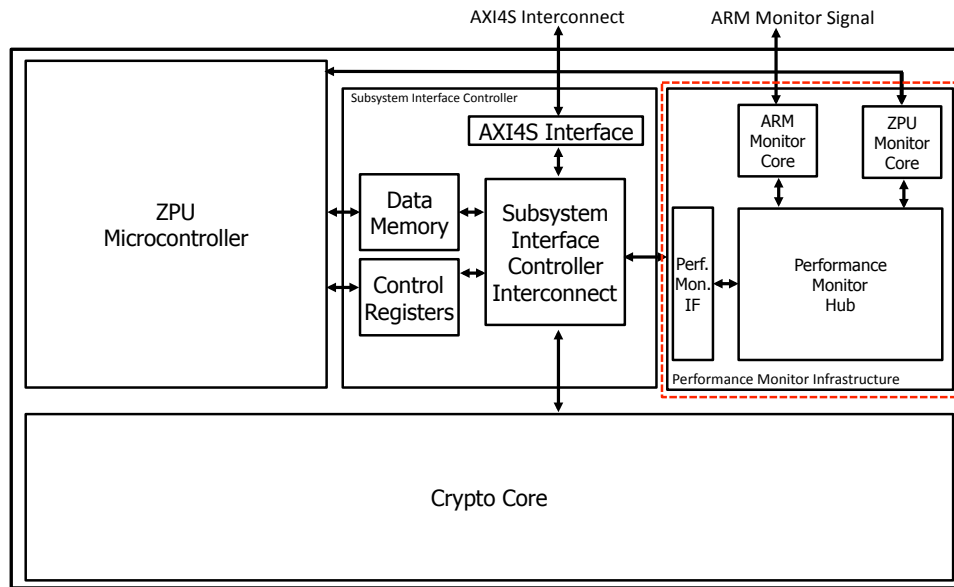 AXI4S Interconnect
ARM Monitor Signal
Subsystem Interface Controller
AXI4S Interface
ARM
Monitor
Core
ZPU
Monitor
Core
ZPU
Microcontroller
Data
Memory
Control
Registers
Subsystem
Interface
Controller
Interconnect
Perf.
Mon.
IF
Performance
Monitor
Hub
Performance Monitor Infrastructure
Crypto Core